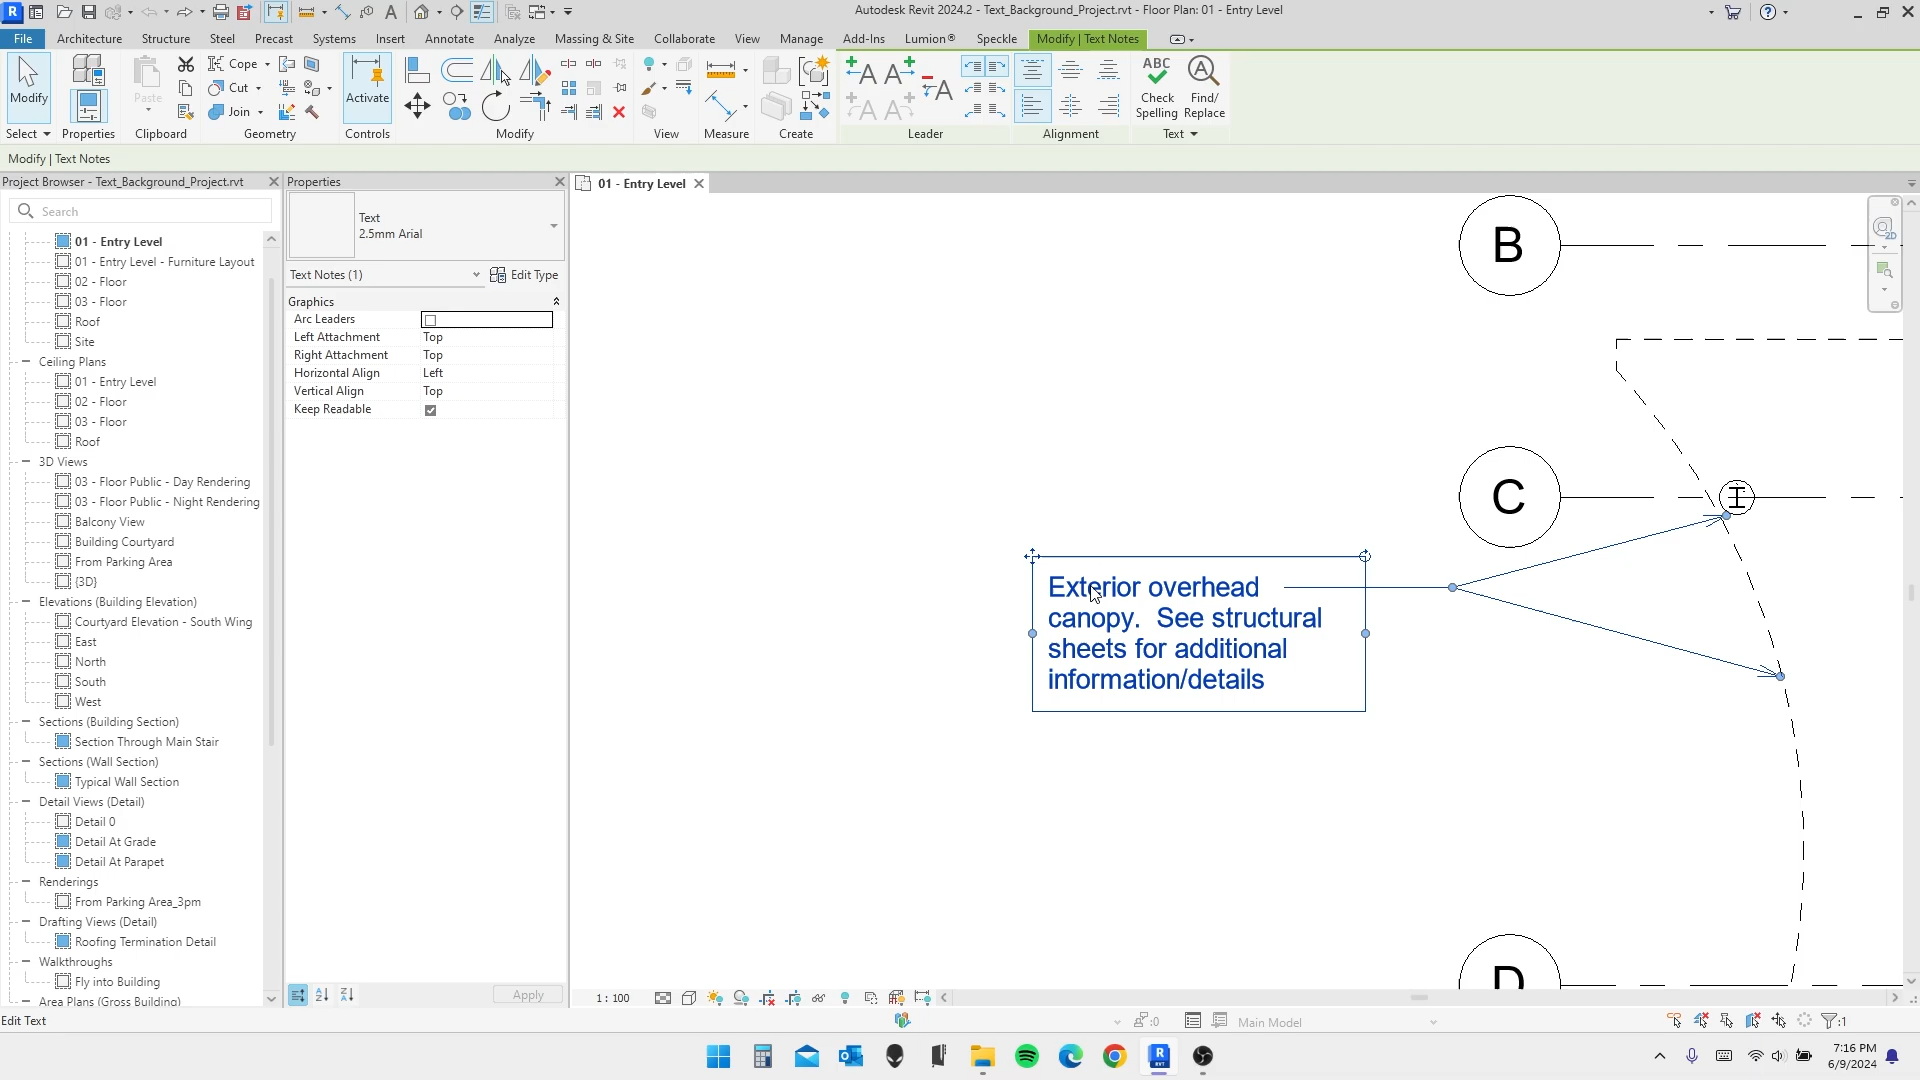 Autodesk Revit 2024.2 - Text_Background_Project.rvt - Floor Plan: 01 - Entry Level
File Architecture Structure Steel Precast Systems Insert Annotate Analyze Massing & Site Collaborate View Manage Add-Ins Lumion® Speckle Modify | Text Notes
Modify Paste Cope Cut Join Activate ABC Check Spelling Find/ Replace
Select Properties Clipboard Geometry Controls Modify View Measure Create Leader Alignment Text
Modify | Text Notes
Project Browser - Text_Background_Project.rvt
Search
01 - Entry Level
01 - Entry Level - Furniture Layout
02 - Floor
03 - Floor
Roof
Site
Ceiling Plans
01 - Entry Level
02 - Floor
03 - Floor
Roof
3D Views
03 - Floor Public - Day Rendering
03 - Floor Public - Night Rendering
Balcony View
Building Courtyard
From Parking Area
{3D}
Elevations (Building Elevation)
Courtyard Elevation - South Wing
East
North
South
West
Sections (Building Section)
Section Through Main Stair
Sections (Wall Section)
Typical Wall Section
Detail Views (Detail)
Detail 0
Detail At Grade
Detail At Parapet
Renderings
From Parking Area_3pm
Drafting Views (Detail)
Roofing Termination Detail
Walkthroughs
Fly into Building
Area Plans (Gross Building)
Properties
Text
2.5mm Arial
Text Notes (1) Edit Type
Graphics
Arc Leaders
Left Attachment Top
Right Attachment Top
Horizontal Align Left
Vertical Align Top
Keep Readable
Apply
01 - Entry Level
B
C
D
Exterior overhead
canopy. See structural
sheets for additional
information/details
1 : 100
Edit Text
:0
Main Model
:1
7:16 PM
6/9/2024